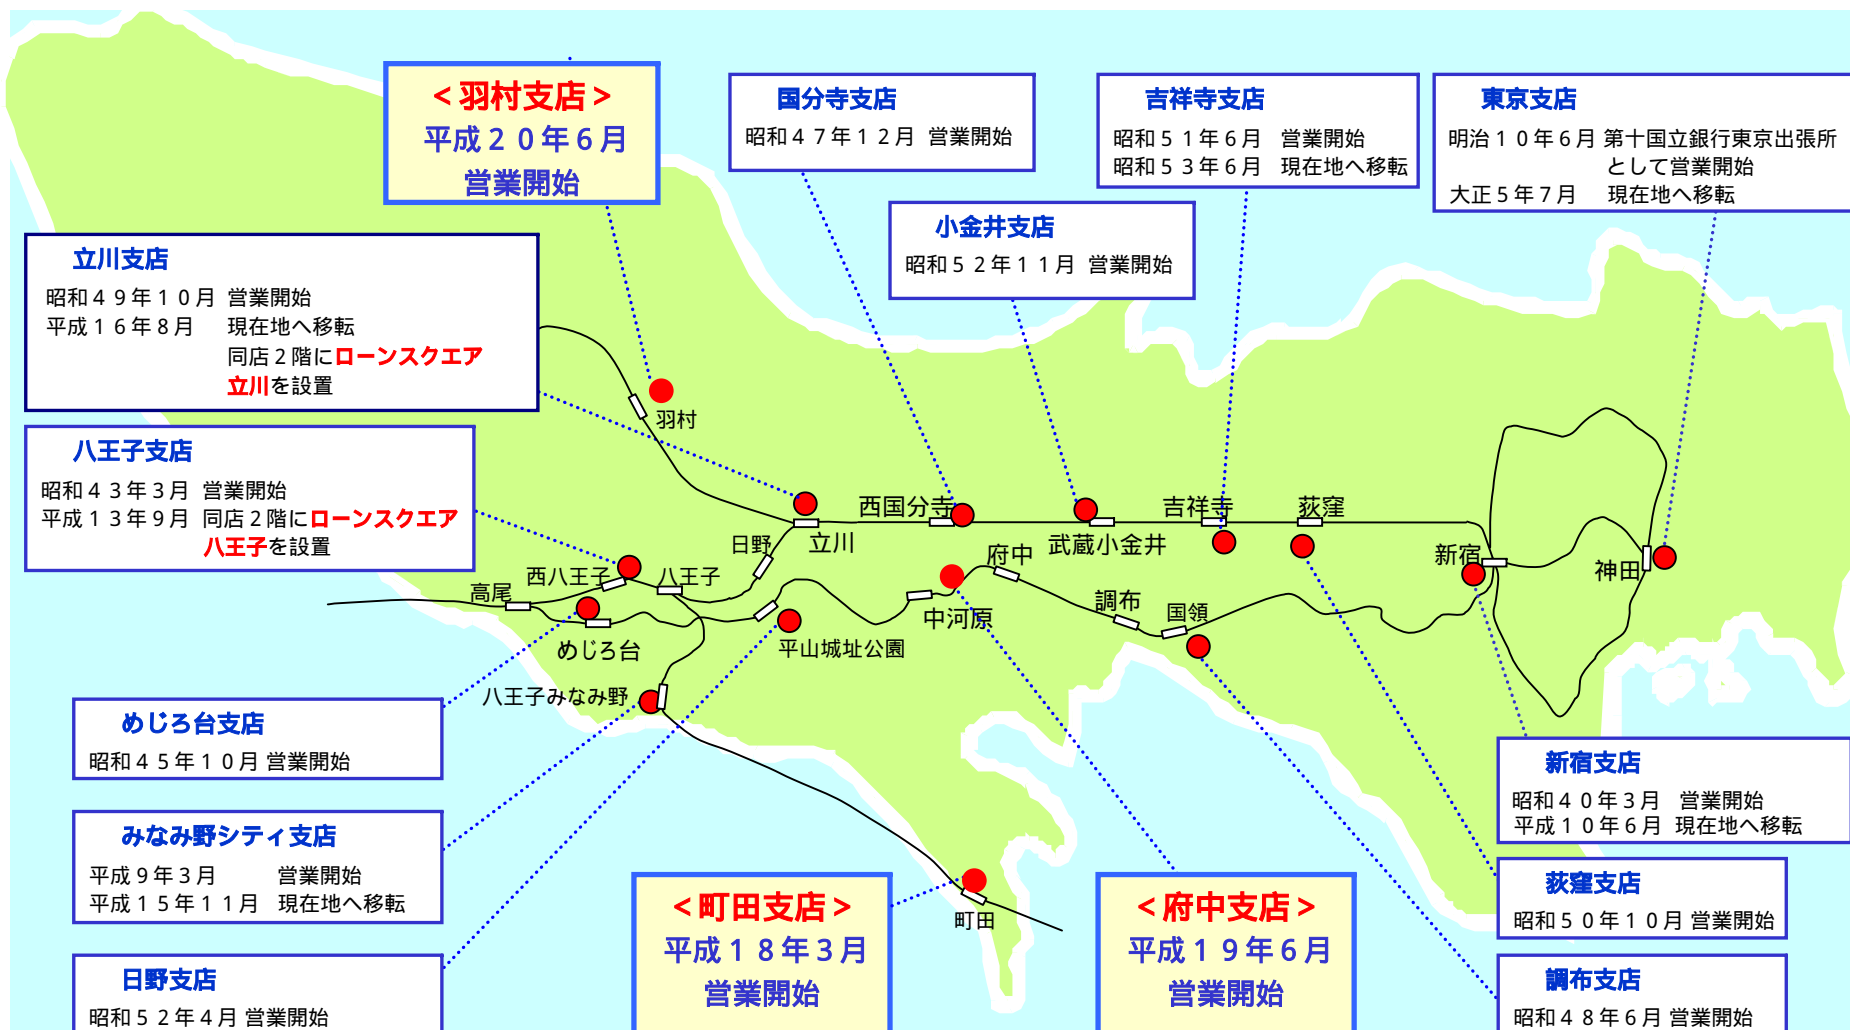 ＜羽村支店＞
平成２０年６月
営業開始
国分寺支店
昭和４７年１２月 営業開始
吉祥寺支店
昭和５１年６月 営業開始
昭和５３年６月 現在地へ移転
東京支店
明治１０年６月 第十国立銀行東京出張所
として営業開始
大正５年７月 現在地へ移転
小金井支店
昭和５２年１１月 営業開始
立川支店
昭和４９年１０月 営業開始
平成１６年８月 現在地へ移転
同店２階にローンスクエア
立川を設置
八王子支店
昭和４３年３月 営業開始
平成１３年９月 同店２階にローンスクエア
八王子を設置
羽村
西国分寺
吉祥寺
荻窪
立川
武蔵小金井
日野
府中
新宿
神田
西八王子
八王子
高尾
中河原
調布
国領
めじろ台
平山城址公園
八王子みなみ野
町田
めじろ台支店
昭和４５年１０月 営業開始
みなみ野シティ支店
平成９年３月 営業開始
平成１５年１１月 現在地へ移転
日野支店
昭和５２年４月 営業開始
＜町田支店＞
平成１８年３月
営業開始
＜府中支店＞
平成１９年６月
営業開始
新宿支店
昭和４０年３月 営業開始
平成１０年６月 現在地へ移転
荻窪支店
昭和５０年１０月 営業開始
調布支店
昭和４８年６月 営業開始